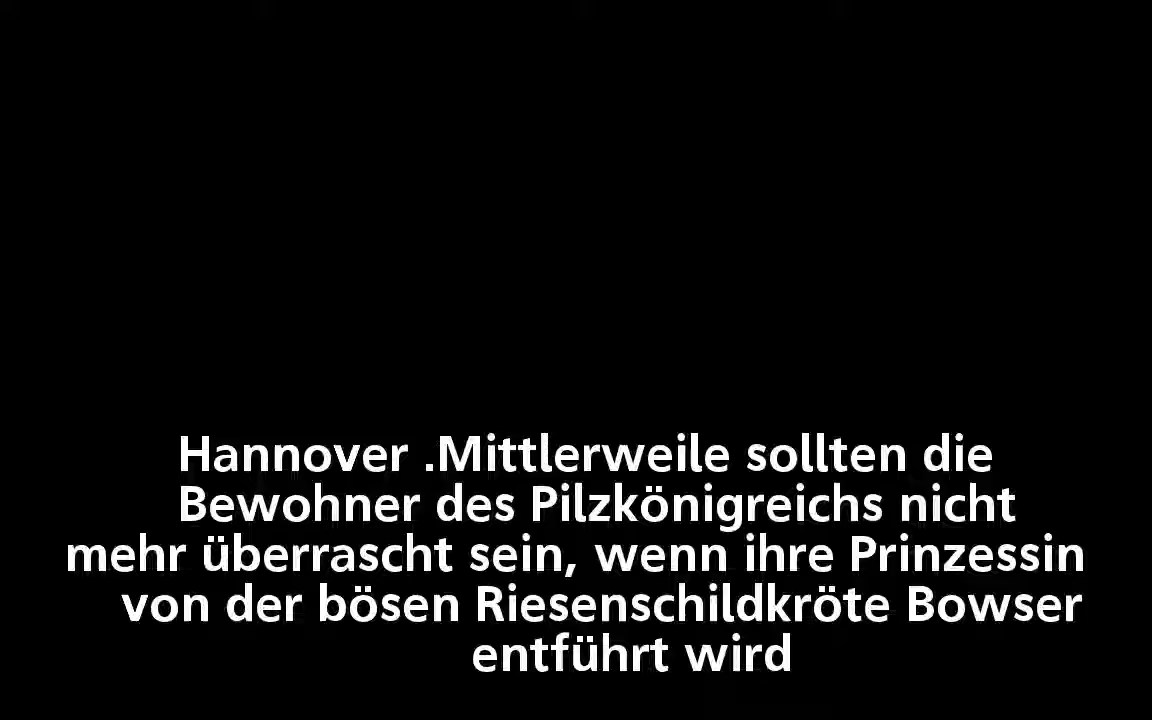 Hannover .Mittlerweile sollten die
Bewohner des Pilzkönigreichs nicht
mehr überrascht sein, wenn ihre Prinzessin
von der bösen Riesenschildkröte Bowser
entführt wird